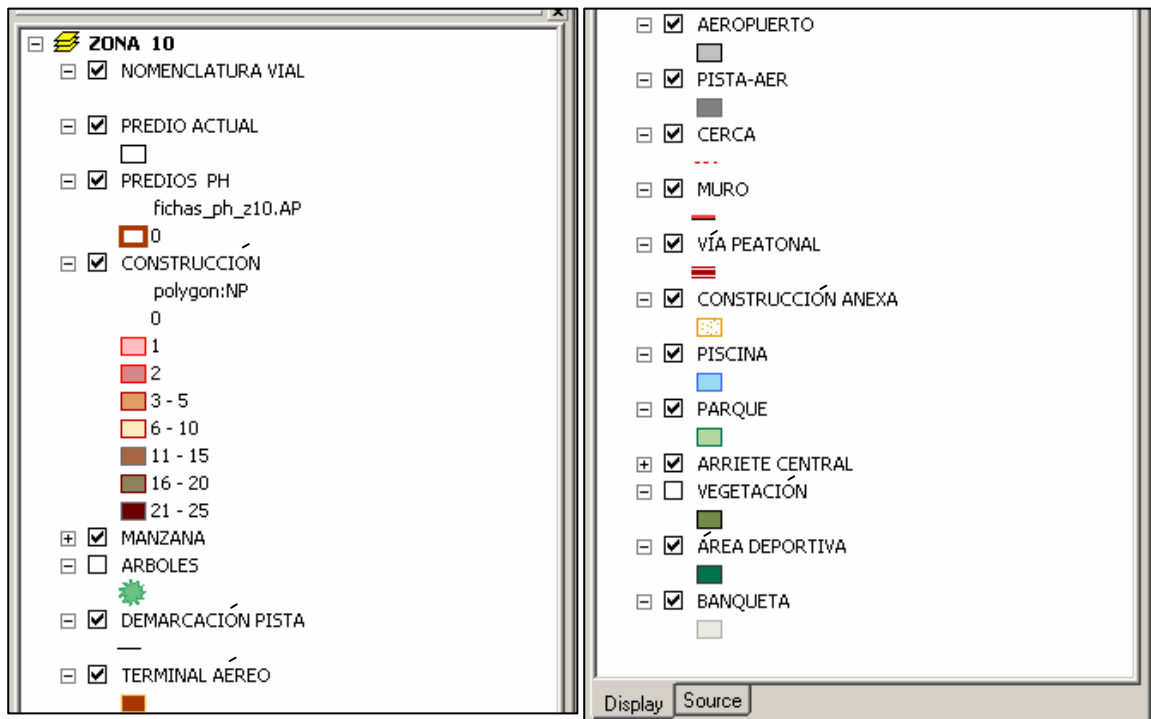 ZONA 10
NOMENCLATURA VIAL
PREDIO ACTUAL
PREDIOS PH
fichas_ph_z10.AP
0
CONSTRUCCIÓN
polygon:NP
0
1
2
3 - 5
6 - 10
11 - 15
16 - 20
21 - 25
MANZANA
ARBOLES
DEMARCACIÓN PISTA
TERMINAL AÉREO
AEROPUERTO
PISTA-AER
CERCA
MURO
VÍA PEATONAL
CONSTRUCCIÓN ANEXA
PISCINA
PARQUE
ARRIETE CENTRAL
VEGETACIÓN
ÁREA DEPORTIVA
BANQUETA
Display Source